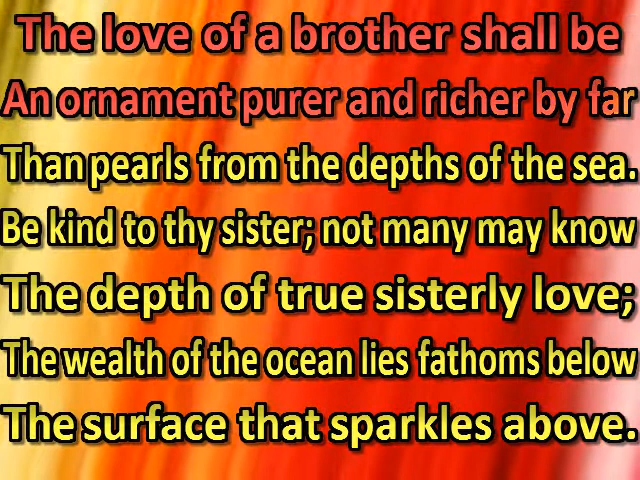 The love of a brother shall be
An ornament purer and richer by far
Than pearls from the depths of the sea.
Be kind to thy sister; not many may know
The depth of true sisterly love;
The wealth of the ocean lies fathoms below
The surface that sparkles above.